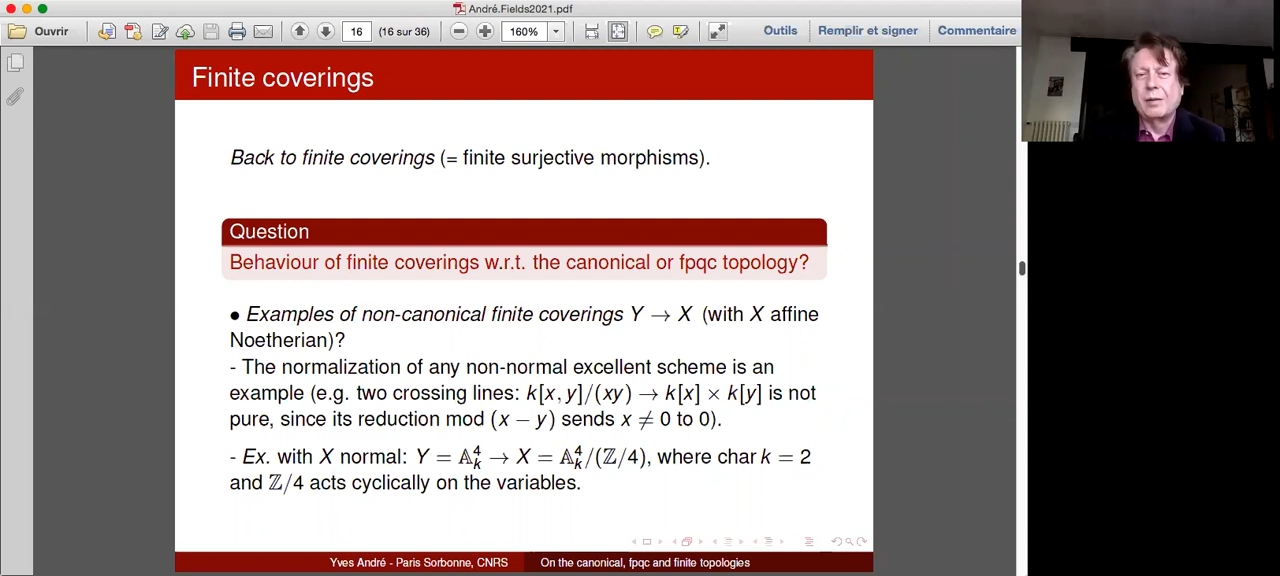 André.Fields2021.pdf
Ouvrir
16
(16 sur 36)
160%
Outils
Remplir et signer
Commentaire
Finite coverings
Back to finite coverings (= finite surjective morphisms).
Question
Behaviour of finite coverings w.r.t. the canonical or fpqc topology?
● Examples of non-canonical finite coverings Y → X (with X affine
Noetherian)?
- The normalization of any non-normal excellent scheme is an
example (e.g. two crossing lines: k[x, y]/(xy) → k[x] × k[y] is not
pure, since its reduction mod (x − y) sends x ≠ 0 to 0).
- Ex. with X normal: Y = 𝔸⁴ₖ → X = 𝔸⁴ₖ/(ℤ/4), where char k = 2
and ℤ/4 acts cyclically on the variables.
Yves André - Paris Sorbonne, CNRS
On the canonical, fpqc and finite topologies